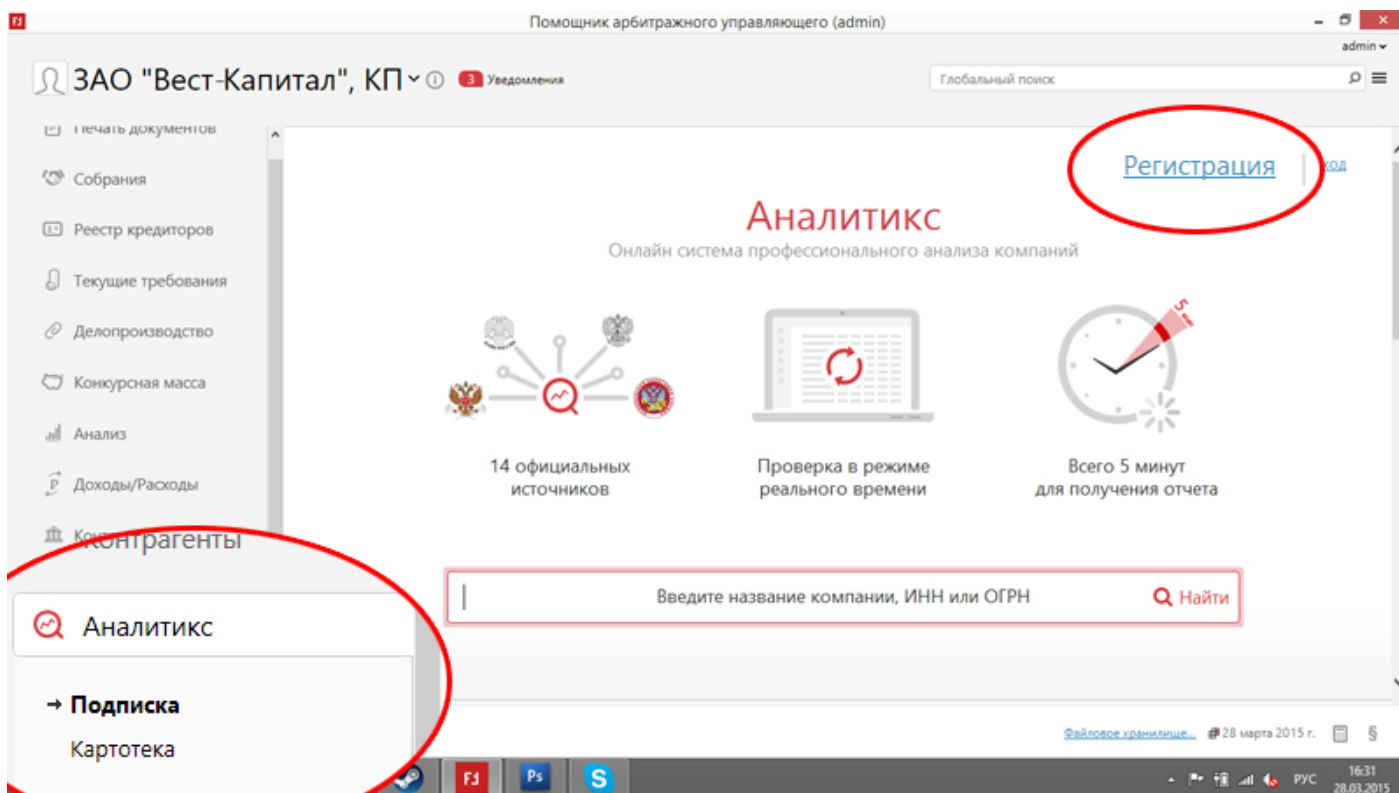 Помощник арбитражного управляющего (admin)
admin
ЗАО "Вест-Капитал", КП
3 Уведомления
Глобальный поиск
Печать документов
Собрания
Реестр кредиторов
Текущие требования
Делопроизводство
Конкурсная масса
Анализ
Доходы/Расходы
Контрагенты
Аналитикс
→ Подписка
Картотека
Регистрация
Аналитикс
Онлайн система профессионального анализа компаний
5 мин
14 официальных
источников
Проверка в режиме
реального времени
Всего 5 минут
для получения отчета
Введите название компании, ИНН или ОГРН
Найти
Файловое хранилище... 28 марта 2015 г. §
Ps S
РУС 16:31
28.03.2015